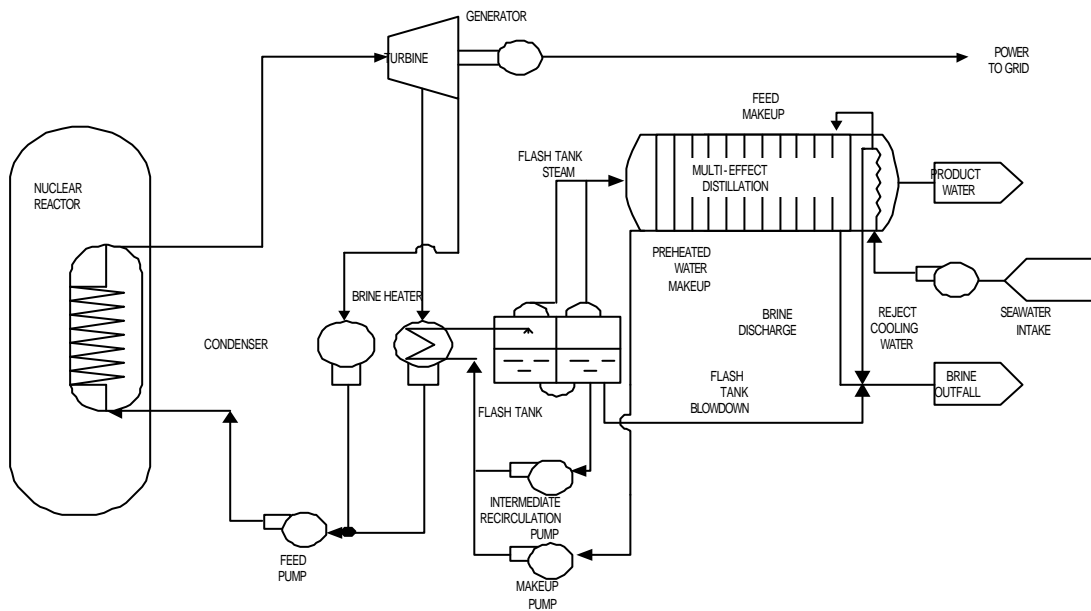 GENERATOR
TURBINE
POWER
TO GRID
FEED
MAKEUP
FLASH TANK
STEAM
MULTI-EFFECT
DISTILLATION
PRODUCT
WATER
NUCLEAR
REACTOR
PREHEATED
WATER
MAKEUP
BRINE HEATER
SEAWATER
INTAKE
BRINE
DISCHARGE
REJECT
COOLING
WATER
CONDENSER
FLASH
TANK
BLOWDOWN
BRINE
OUTFALL
FLASH TANK
INTERMEDIATE
RECIRCULATION
PUMP
FEED
PUMP
MAKEUP
PUMP